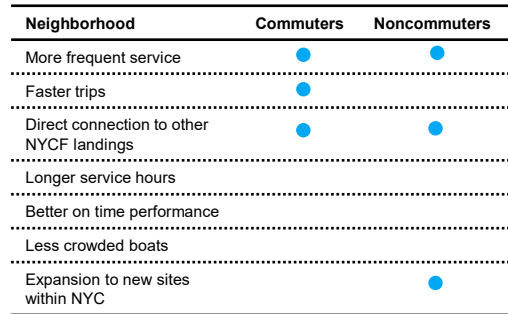 Neighborhood Commuters Noncommuters
More frequent service
Faster trips
Direct connection to other
NYCF landings
Longer service hours
Better on time performance
Less crowded boats
Expansion to new sites
within NYC